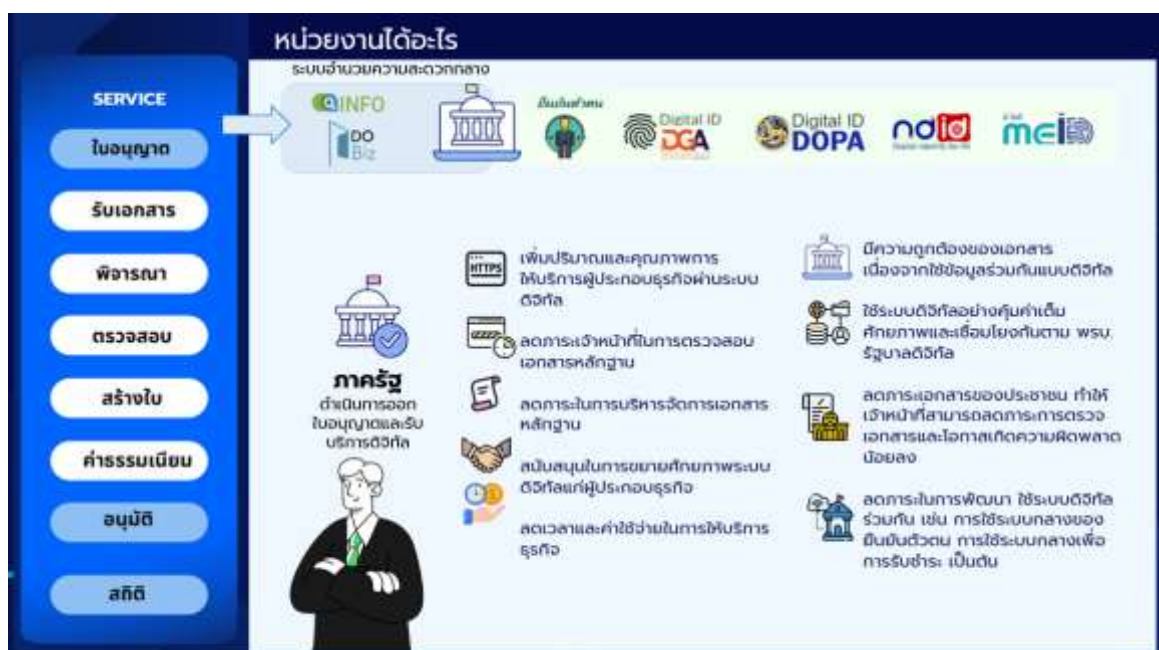 หน่วยงานได้อะไร
ระบบอำนวยความสะดวกกลาง
SERVICE
ใบอนุญาต
รับเอกสาร
พิจารณา
ตรวจสอบ
สร้างใบ
ค่าธรรมเนียม
อนุมัติ
สถิติ
INFO
DO
Biz
ยืนยันตัวตน
Digital ID
DGA
Digital ID
DOPA
ndid
meiD
ภาครัฐ
ดำเนินการออก
ใบอนุญาตและรับ
บริการดิจิทัล
HTTPS
เพิ่มปริมาณและคุณภาพการ
ให้บริการผู้ประกอบธุรกิจผ่านระบบ
ดิจิทัล
ลดภาระเจ้าหน้าที่ในการตรวจสอบ
เอกสารหลักฐาน
ลดภาระในการบริหารจัดการเอกสาร
หลักฐาน
สนับสนุนในการขยายศักยภาพระบบ
ดิจิทัลแก่ผู้ประกอบธุรกิจ
ลดเวลาและค่าใช้จ่ายในการให้บริการ
ธุรกิจ
มีความถูกต้องของเอกสาร
เนื่องจากใช้ข้อมูลร่วมกันแบบดิจิทัล
ใช้ระบบดิจิทัลอย่างคุ้มค่าเต็ม
ศักยภาพและเชื่อมโยงกันตาม พรบ.
รัฐบาลดิจิทัล
ลดภาระเอกสารของประชาชน ทำให้
เจ้าหน้าที่สามารถลดภาระการตรวจ
เอกสารและโอกาสเกิดความผิดพลาด
น้อยลง
ลดภาระในการพัฒนา ใช้ระบบดิจิทัล
ร่วมกัน เช่น การใช้ระบบกลางของ
ยืนยันตัวตน การใช้ระบบกลางเพื่อ
การรับชำระ เป็นต้น